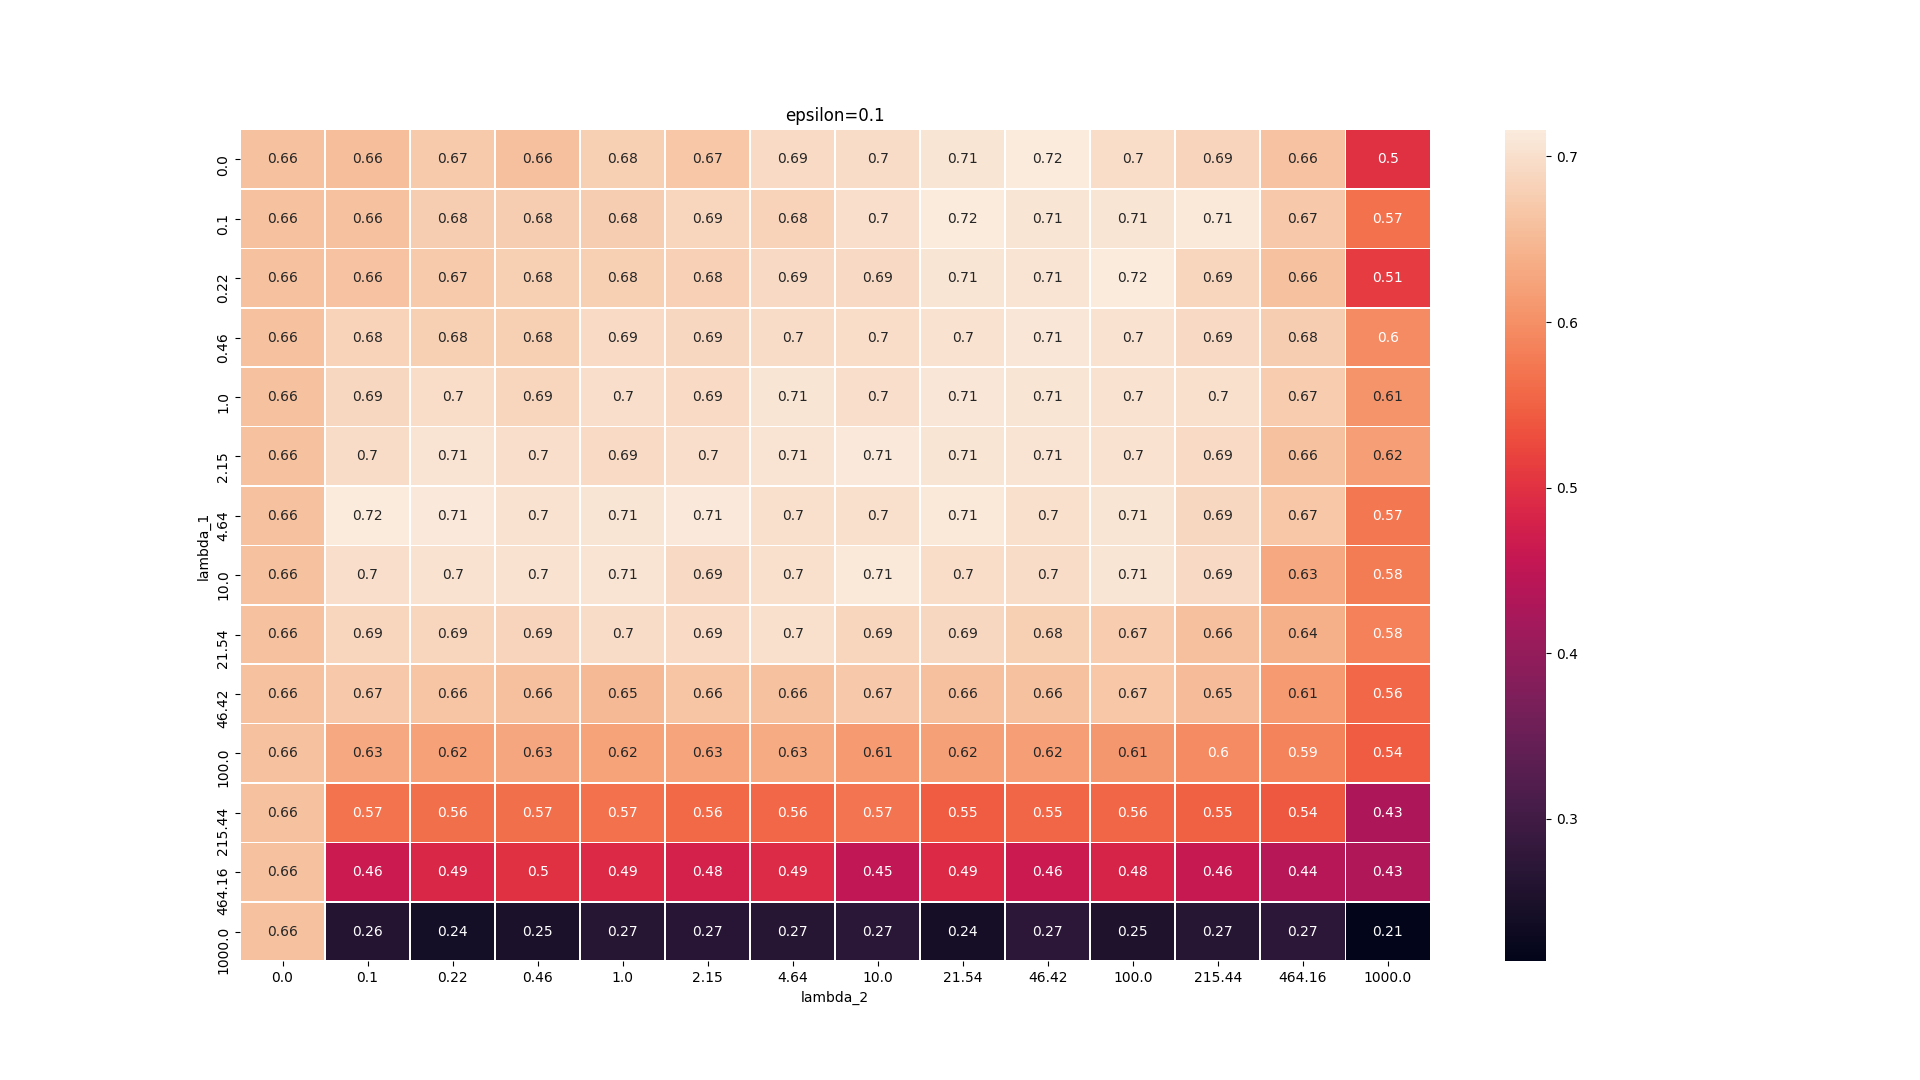 epsilon=0.1
0.0 0.66 0.66 0.67 0.66 0.68 0.67 0.69 0.7 0.71 0.72 0.7 0.69 0.66 0.5
0.1 0.66 0.66 0.68 0.68 0.68 0.69 0.68 0.7 0.72 0.71 0.71 0.71 0.67 0.57
0.22 0.66 0.66 0.67 0.68 0.68 0.68 0.69 0.69 0.71 0.71 0.72 0.69 0.66 0.51
0.46 0.66 0.68 0.68 0.68 0.69 0.69 0.7 0.7 0.7 0.71 0.7 0.69 0.68 0.6
1.0 0.66 0.69 0.7 0.69 0.7 0.69 0.71 0.7 0.71 0.71 0.7 0.7 0.67 0.61
2.15 0.66 0.7 0.71 0.7 0.69 0.7 0.71 0.71 0.71 0.71 0.7 0.69 0.66 0.62
4.64 0.66 0.72 0.71 0.7 0.71 0.71 0.7 0.7 0.71 0.7 0.71 0.69 0.67 0.57
10.0 0.66 0.7 0.7 0.7 0.71 0.69 0.7 0.71 0.7 0.7 0.71 0.69 0.63 0.58
21.54 0.66 0.69 0.69 0.69 0.7 0.69 0.7 0.69 0.69 0.68 0.67 0.66 0.64 0.58
46.42 0.66 0.67 0.66 0.66 0.65 0.66 0.66 0.67 0.66 0.66 0.67 0.65 0.61 0.56
100.0 0.66 0.63 0.62 0.63 0.62 0.63 0.63 0.61 0.62 0.62 0.61 0.6 0.59 0.54
215.44 0.66 0.57 0.56 0.57 0.57 0.56 0.56 0.57 0.55 0.55 0.56 0.55 0.54 0.43
464.16 0.66 0.46 0.49 0.5 0.49 0.48 0.49 0.45 0.49 0.46 0.48 0.46 0.44 0.43
1000.0 0.66 0.26 0.24 0.25 0.27 0.27 0.27 0.27 0.24 0.27 0.25 0.27 0.27 0.21
0.0 0.1 0.22 0.46 1.0 2.15 4.64 10.0 21.54 46.42 100.0 215.44 464.16 1000.0
lambda_2
lambda_1
0.7
0.6
0.5
0.4
0.3